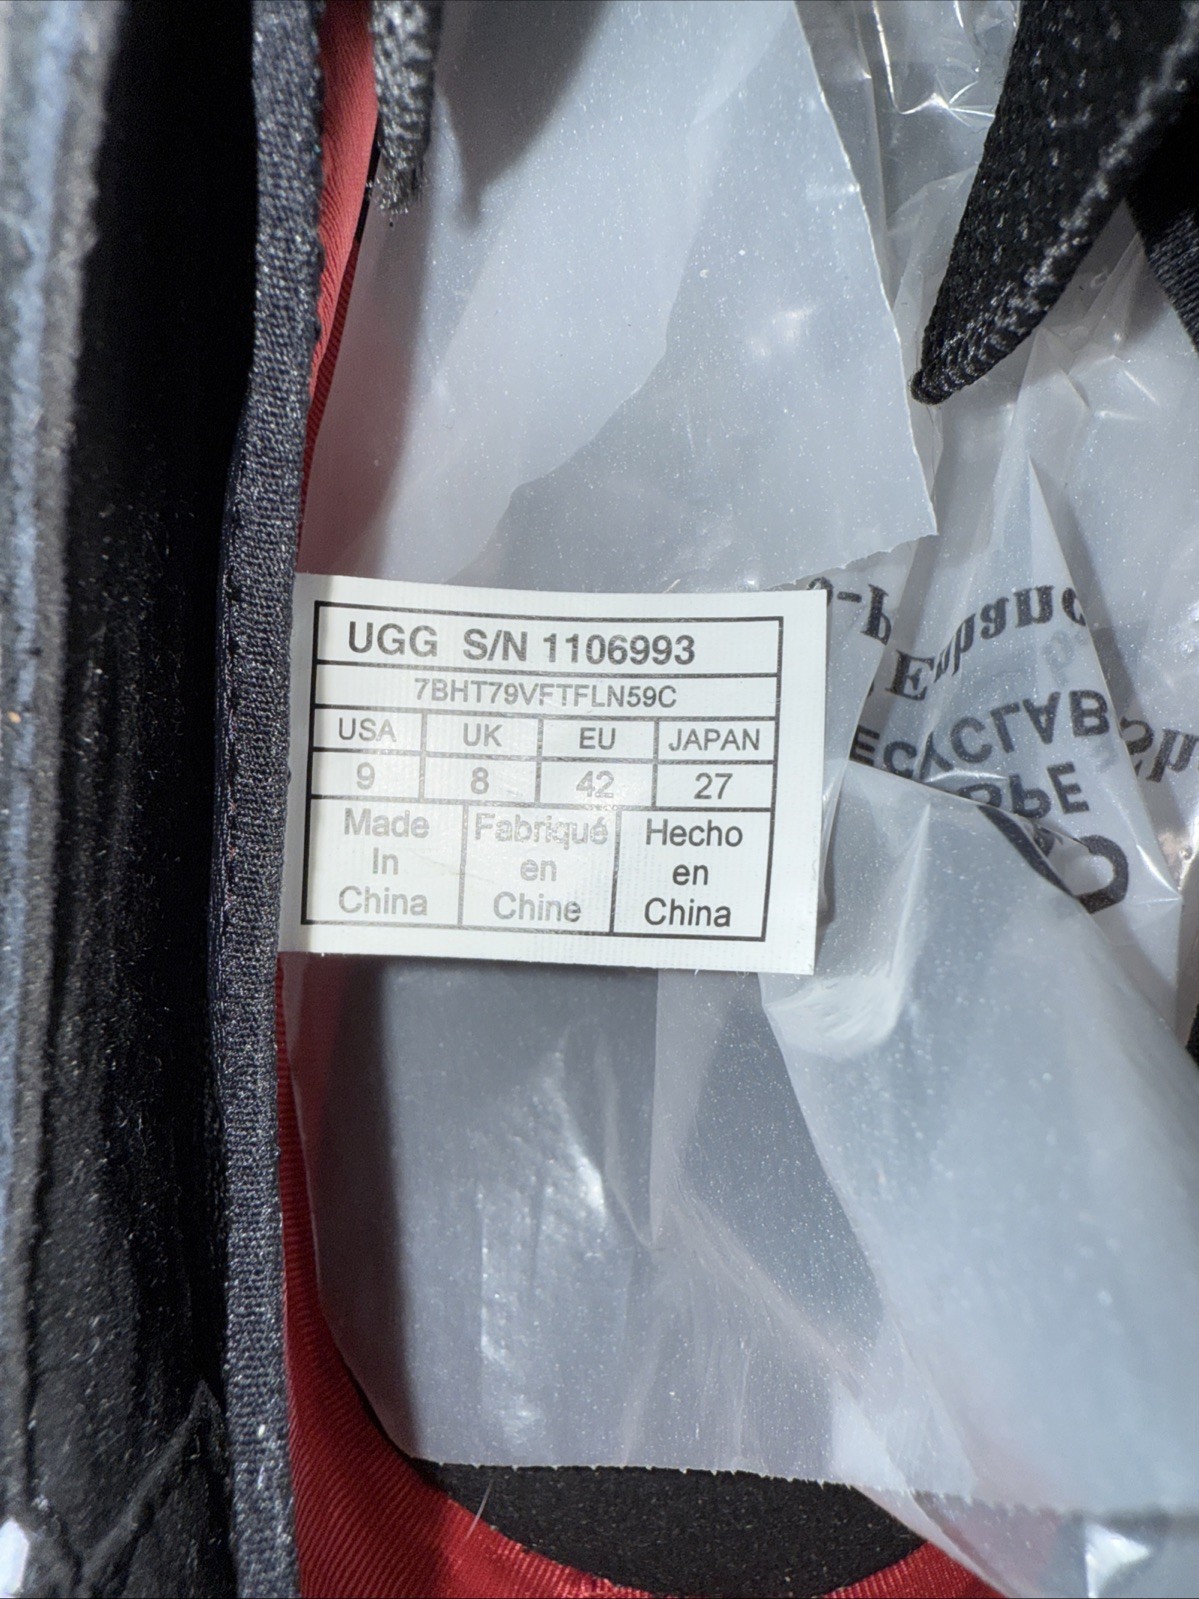 UGG S/N 1106993
7BHT79VFTFLN59C
USA UK EU JAPAN
9 8 42 27
Made In China
Fabriqué en Chine
Hecho en China